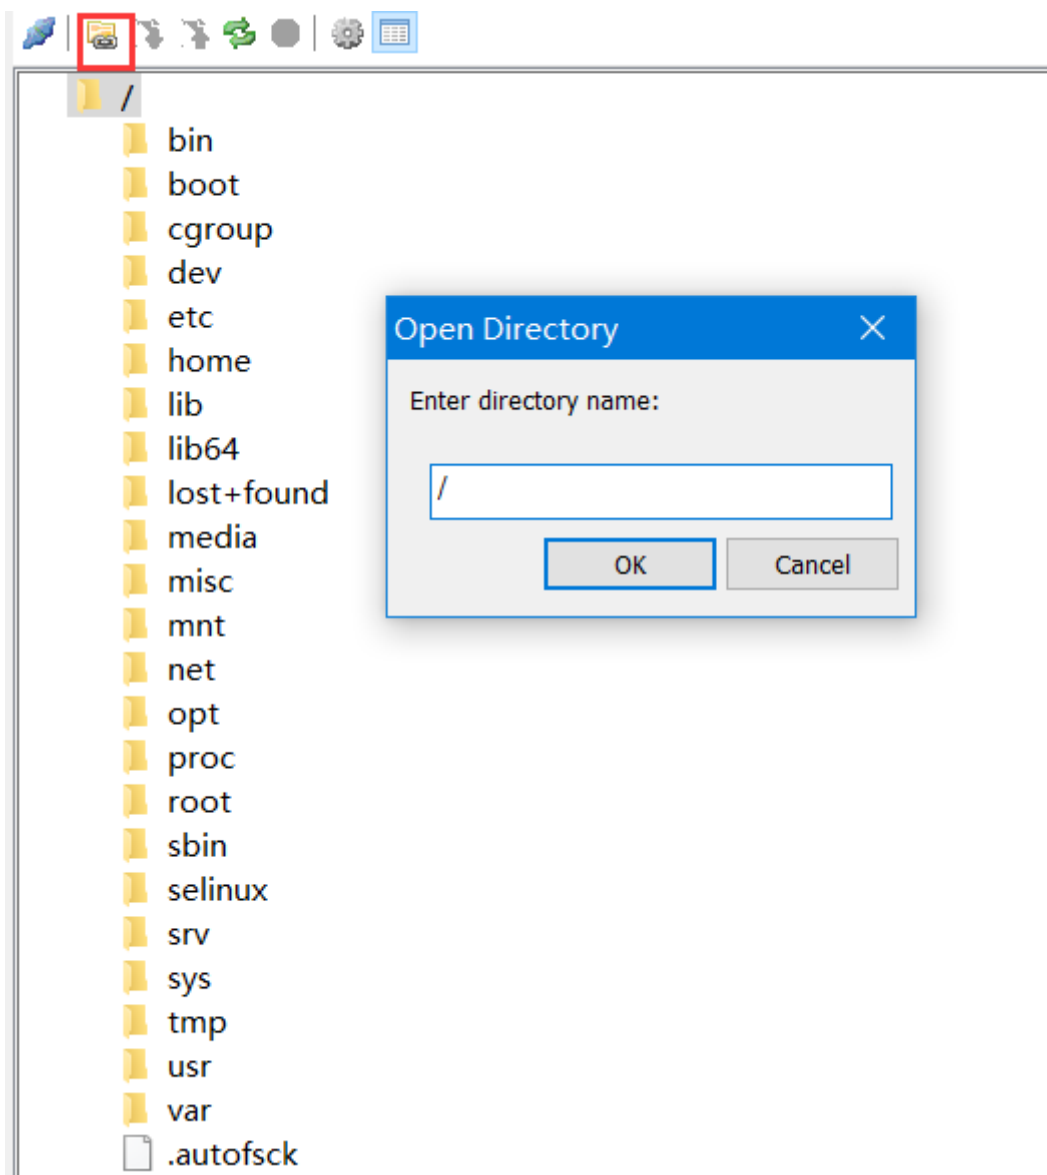 /
bin
boot
cgroup
dev
etc
home
lib
lib64
lost+found
media
misc
mnt
net
opt
proc
root
sbin
selinux
srv
sys
tmp
usr
var
.autofsck
Open Directory
Enter directory name:
/
OK Cancel